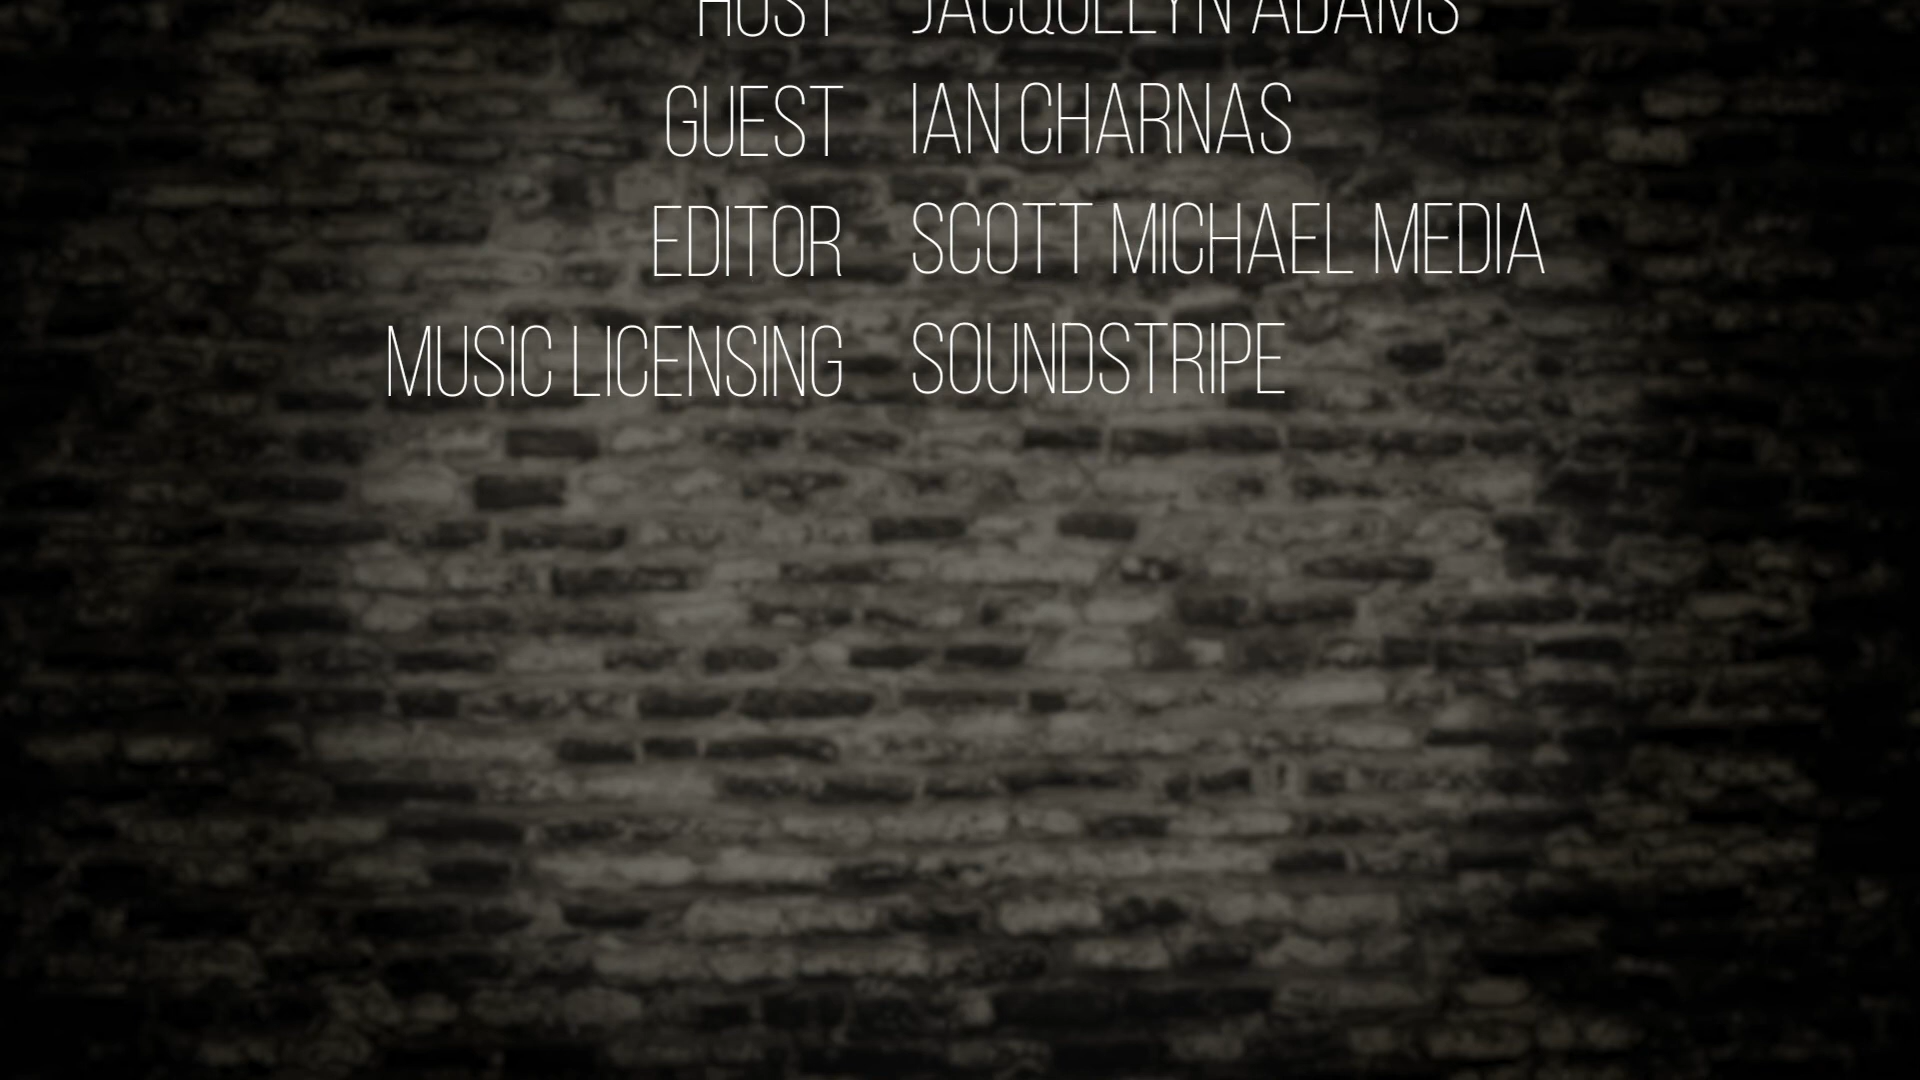 HOST JACQUELYN ADAMS
GUEST IAN CHARNAS
EDITOR SCOTT MICHAEL MEDIA
MUSIC LICENSING SOUNDSTRIPE